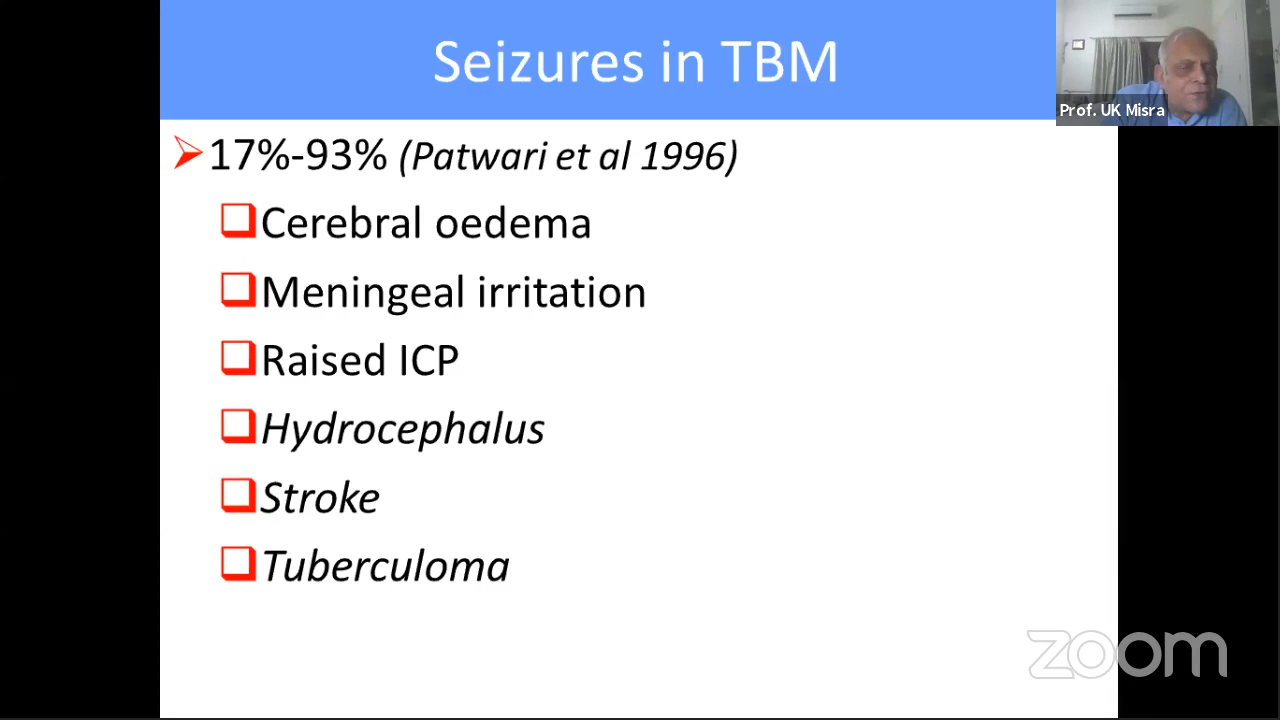 Seizures in TBM
Prof. UK Misra
17%-93% (Patwari et al 1996)
Cerebral oedema
Meningeal irritation
Raised ICP
Hydrocephalus
Stroke
Tuberculoma
zoom